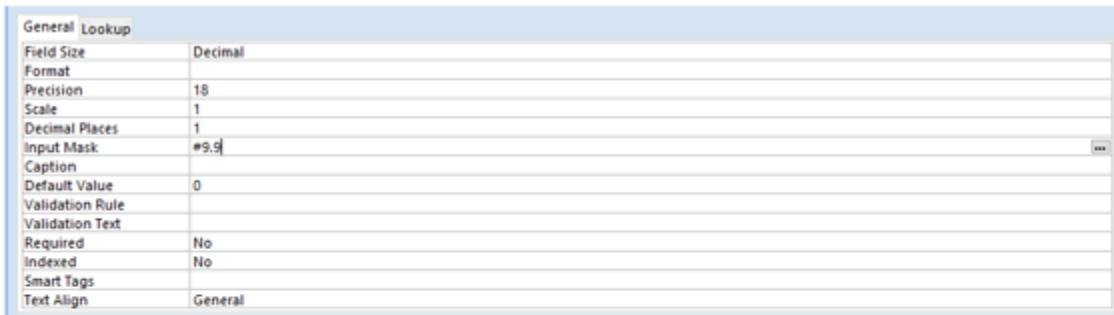 General Lookup
Field Size Decimal
Format
Precision 18
Scale 1
Decimal Places 1
Input Mask #9.9
Caption
Default Value 0
Validation Rule
Validation Text
Required No
Indexed No
Smart Tags
Text Align General